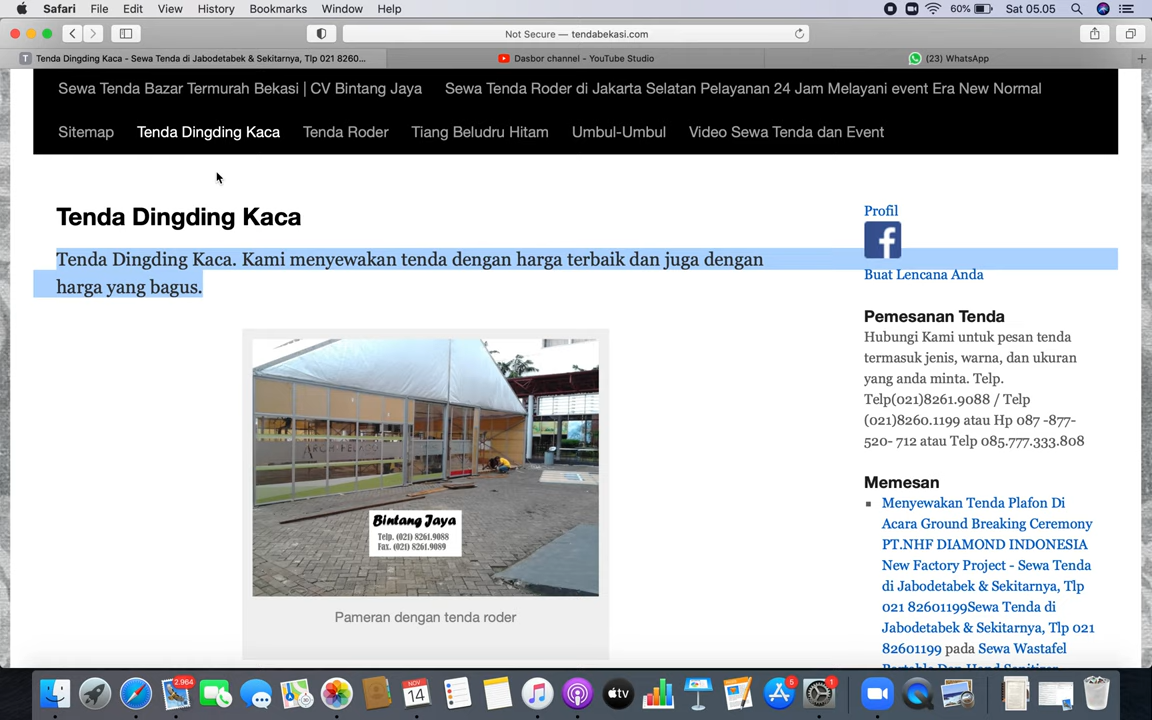 Safari File Edit View History Bookmarks Window Help 60% Sat 05.05
Not Secure — tendabekasi.com
T Tenda Dingding Kaca - Sewa Tenda di Jabodetabek & Sekitarnya, Tlp 021 8260... Dasbor channel - YouTube Studio (23) WhatsApp
Sewa Tenda Bazar Termurah Bekasi | CV Bintang Jaya Sewa Tenda Roder di Jakarta Selatan Pelayanan 24 Jam Melayani event Era New Normal
Sitemap Tenda Dingding Kaca Tenda Roder Tiang Beludru Hitam Umbul-Umbul Video Sewa Tenda dan Event
Tenda Dingding Kaca
Tenda Dingding Kaca. Kami menyewakan tenda dengan harga terbaik dan juga dengan
harga yang bagus.
Bintang Jaya
Telp. (021) 8261.9088
Fax. (021) 8261.9089
Pameran dengan tenda roder
Profil
f
Buat Lencana Anda
Pemesanan Tenda
Hubungi Kami untuk pesan tenda
termasuk jenis, warna, dan ukuran
yang anda minta. Telp.
Telp(021)8261.9088 / Telp
(021)8260.1199 atau Hp 087 -877-
520- 712 atau Telp 085.777.333.808
Memesan
Menyewakan Tenda Plafon Di
Acara Ground Breaking Ceremony
PT.NHF DIAMOND INDONESIA
New Factory Project - Sewa Tenda
di Jabodetabek & Sekitarnya, Tlp
021 82601199Sewa Tenda di
Jabodetabek & Sekitarnya, Tlp 021
82601199 pada Sewa Wastafel
Portable Dan Hand Sanitizer
2.964 NOV 14 tv 5 1